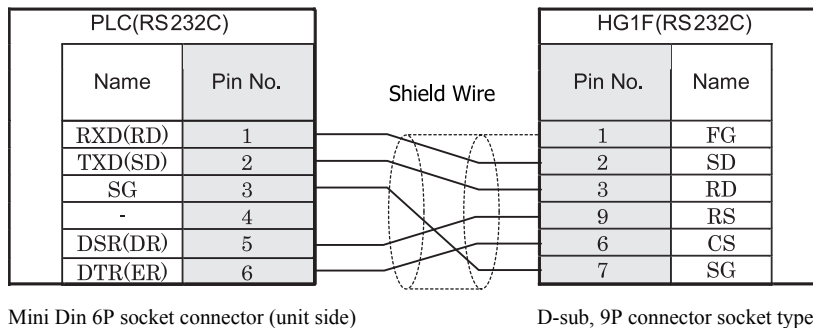 PLC(RS232C) HG1F(RS232C)
Name Pin No. Shield Wire Pin No. Name
RXD(RD) 1 1 FG
TXD(SD) 2 2 SD
SG 3 3 RD
- 4 9 RS
DSR(DR) 5 6 CS
DTR(ER) 6 7 SG
Mini Din 6P socket connector (unit side) D-sub, 9P connector socket type